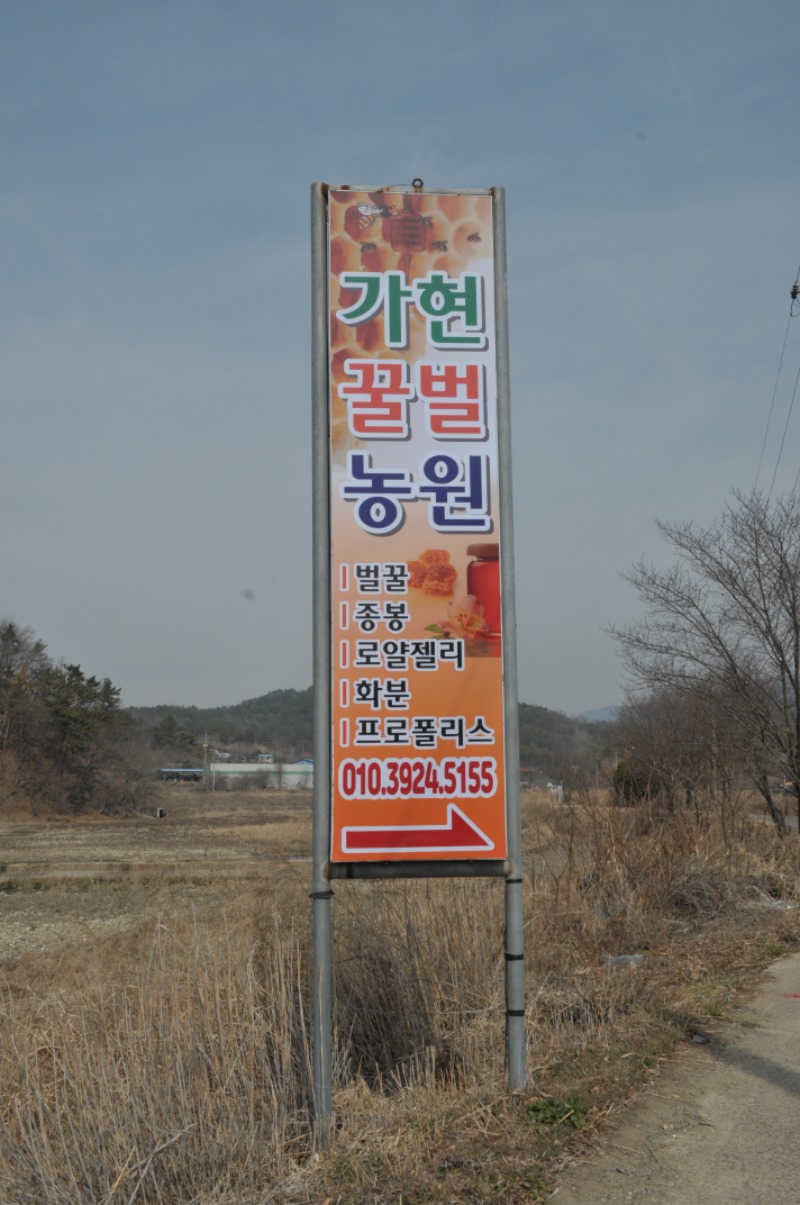 가현
꿀벌
농원
벌꿀
종봉
로얄젤리
화분
프로폴리스
010.3924.5155